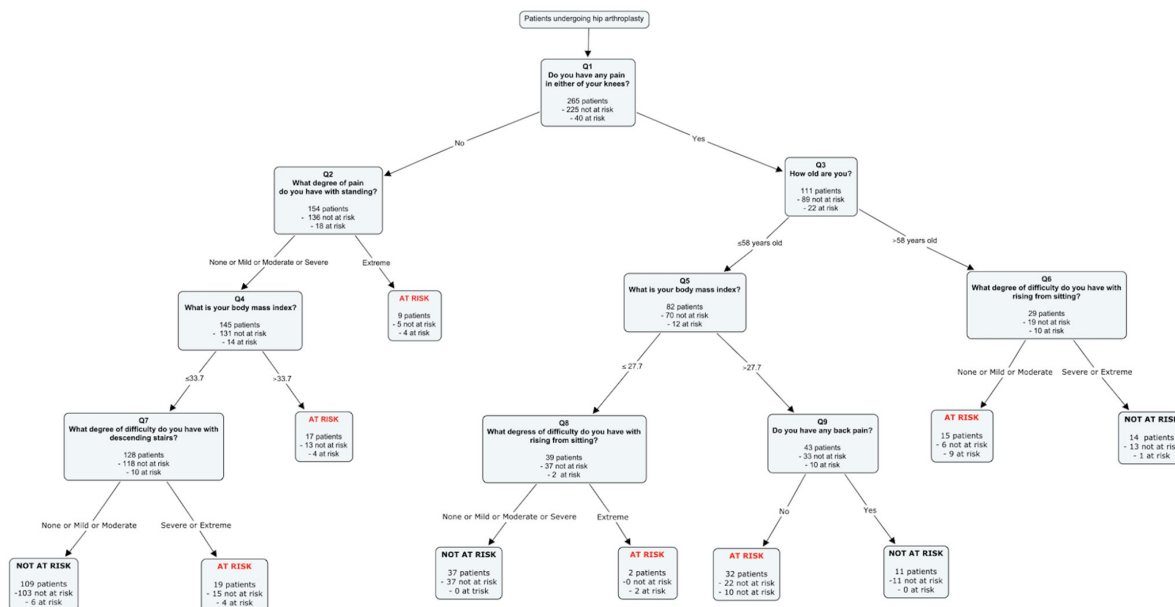 Patients undergoing hip arthroplasty
Q1
Do you have any pain
in either of your knees?
265 patients
- 225 not at risk
- 40 at risk
No
Yes
Q2
What degree of pain
do you have with standing?
154 patients
- 136 not at risk
- 18 at risk
Q3
How old are you?
111 patients
- 89 not at risk
- 22 at risk
None or Mild or Moderate or Severe
Extreme
≤58 years old
>58 years old
Q4
What is your body mass index?
145 patients
- 131 not at risk
- 14 at risk
AT RISK
9 patients
- 5 not at risk
- 4 at risk
Q5
What is your body mass index?
82 patients
- 70 not at risk
- 12 at risk
Q6
What degree of difficulty do you have with
rising from sitting?
29 patients
- 19 not at risk
- 10 at risk
≤33.7
>33.7
≤ 27.7
>27.7
None or Mild or Moderate
Severe or Extreme
Q7
What degree of difficulty do you have with
descending stairs?
128 patients
- 118 not at risk
- 10 at risk
AT RISK
17 patients
- 13 not at risk
- 4 at risk
Q8
What degress of difficulty do you have with
rising from sitting?
39 patients
- 37 not at risk
- 2 at risk
Q9
Do you have any back pain?
43 patients
- 33 not at risk
- 10 at risk
AT RISK
15 patients
- 6 not at risk
- 9 at risk
NOT AT RISK
14 patients
- 13 not at risk
- 1 at risk
None or Mild or Moderate
Severe or Extreme
None or Mild or Moderate or Severe
Extreme
No
Yes
NOT AT RISK
109 patients
-103 not at risk
- 6 at risk
AT RISK
19 patients
- 15 not at risk
- 4 at risk
NOT AT RISK
37 patients
- 37 not at risk
- 0 at trisk
AT RISK
2 patients
-0 not at risk
- 2 at risk
AT RISK
32 patients
- 22 not at risk
- 10 not at risk
NOT AT RISK
11 patients
-11 not at risk
- 0 at risk